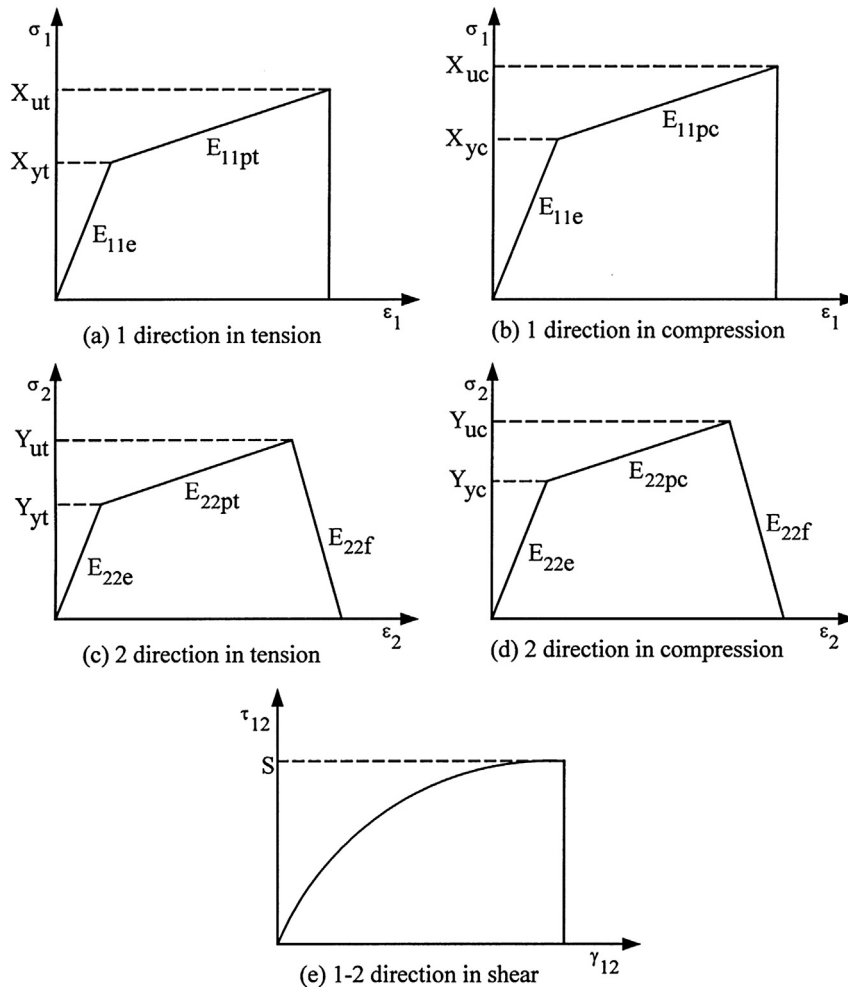 σ1
Xut
Xyt
E11pt
E11e
ε1
(a) 1 direction in tension
σ1
Xuc
Xyc
E11pc
E11e
ε1
(b) 1 direction in compression
σ2
Yut
Yyt
E22pt
E22e
E22f
ε2
(c) 2 direction in tension
σ2
Yuc
Yyc
E22pc
E22e
E22f
ε2
(d) 2 direction in compression
τ12
S
γ12
(e) 1-2 direction in shear